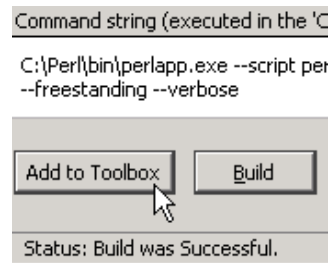 Command string (executed in the 'C
C:\Perl\bin\perlapp.exe --script per
--freestanding --verbose
Add to Toolbox Build
Status: Build was Successful.